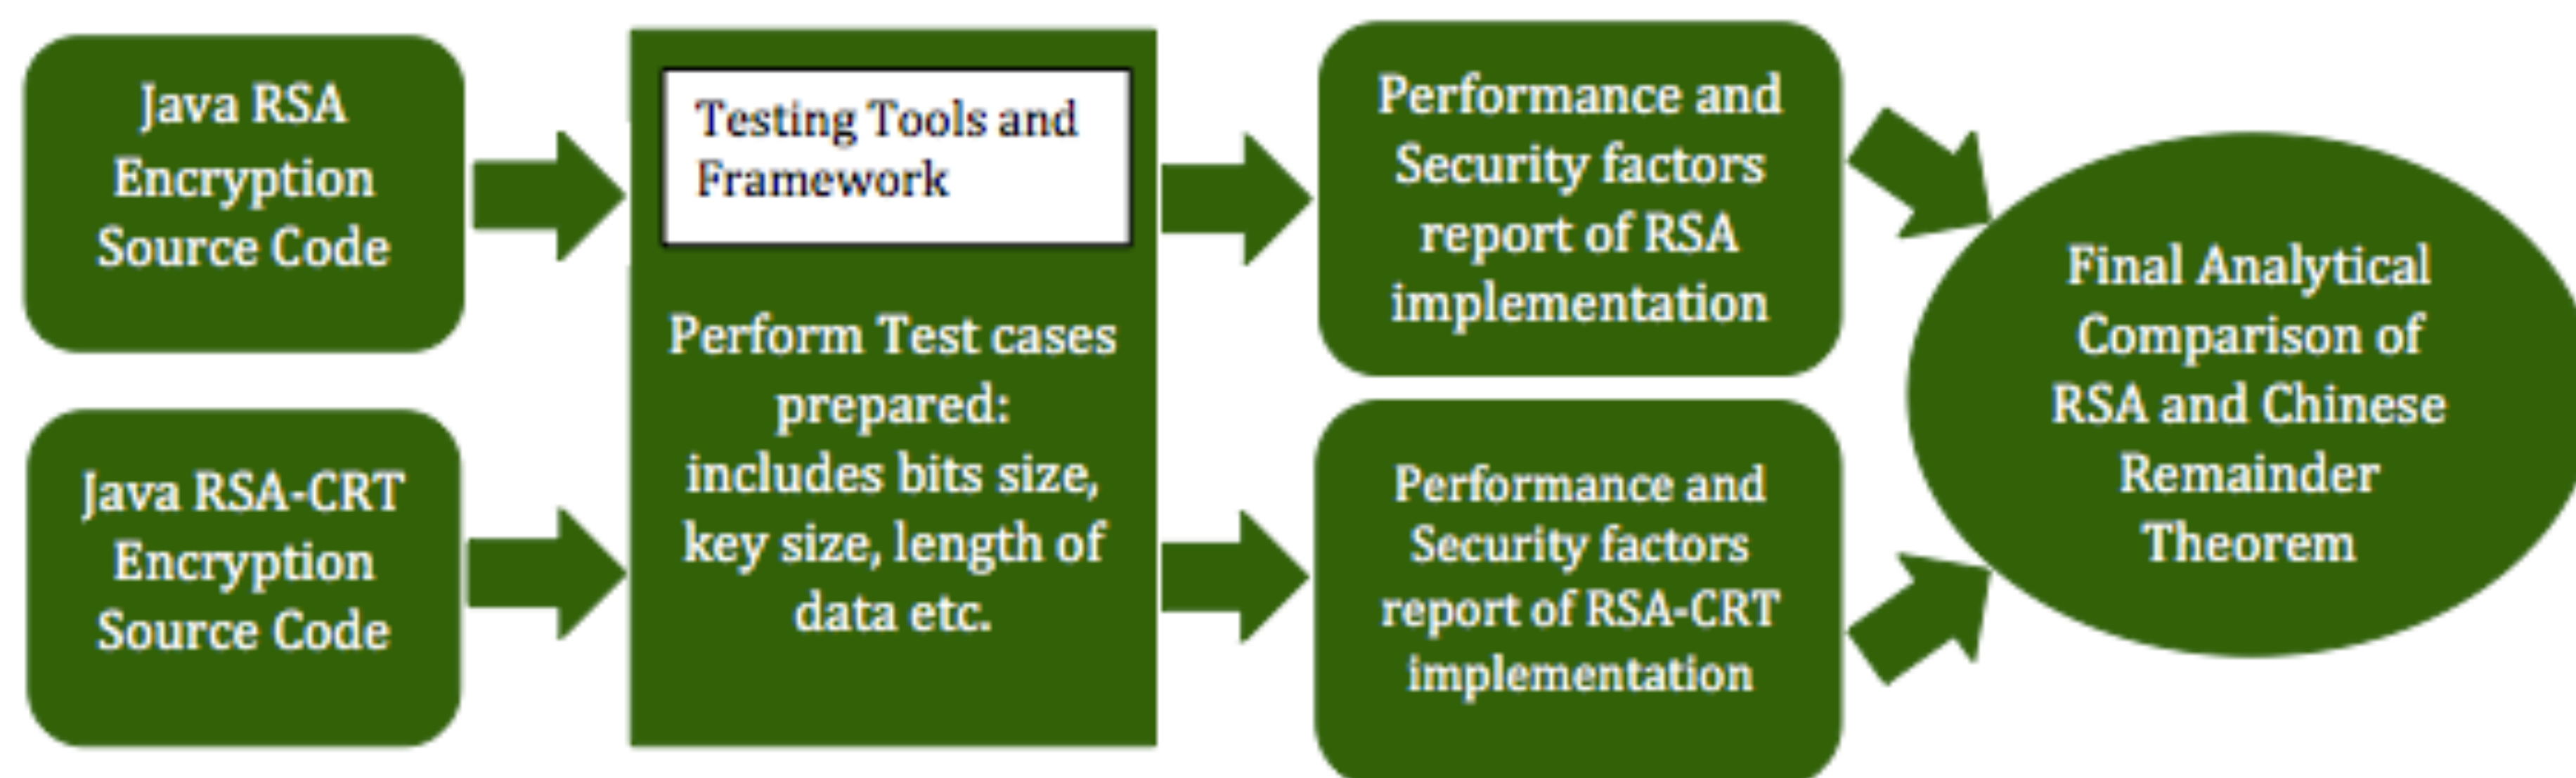 Java RSA
Encryption
Source Code
Java RSA-CRT
Encryption
Source Code
Testing Tools and
Framework
Perform Test cases
prepared:
includes bits size,
key size, length of
data etc.
Performance and
Security factors
report of RSA
implementation
Performance and
Security factors
report of RSA-CRT
implementation
Final Analytical
Comparison of
RSA and Chinese
Remainder
Theorem